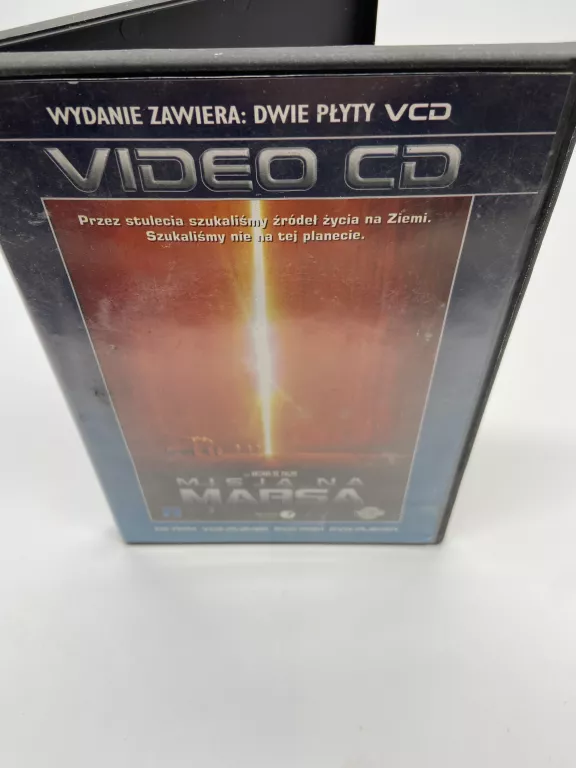 WYDANIE ZAWIERA: DWIE PŁYTY VCD
VIDEO CD
Przez stulecia szukaliśmy źródeł życia na Ziemi.
Szukaliśmy nie na tej planecie.
MISJA NA
MARSA